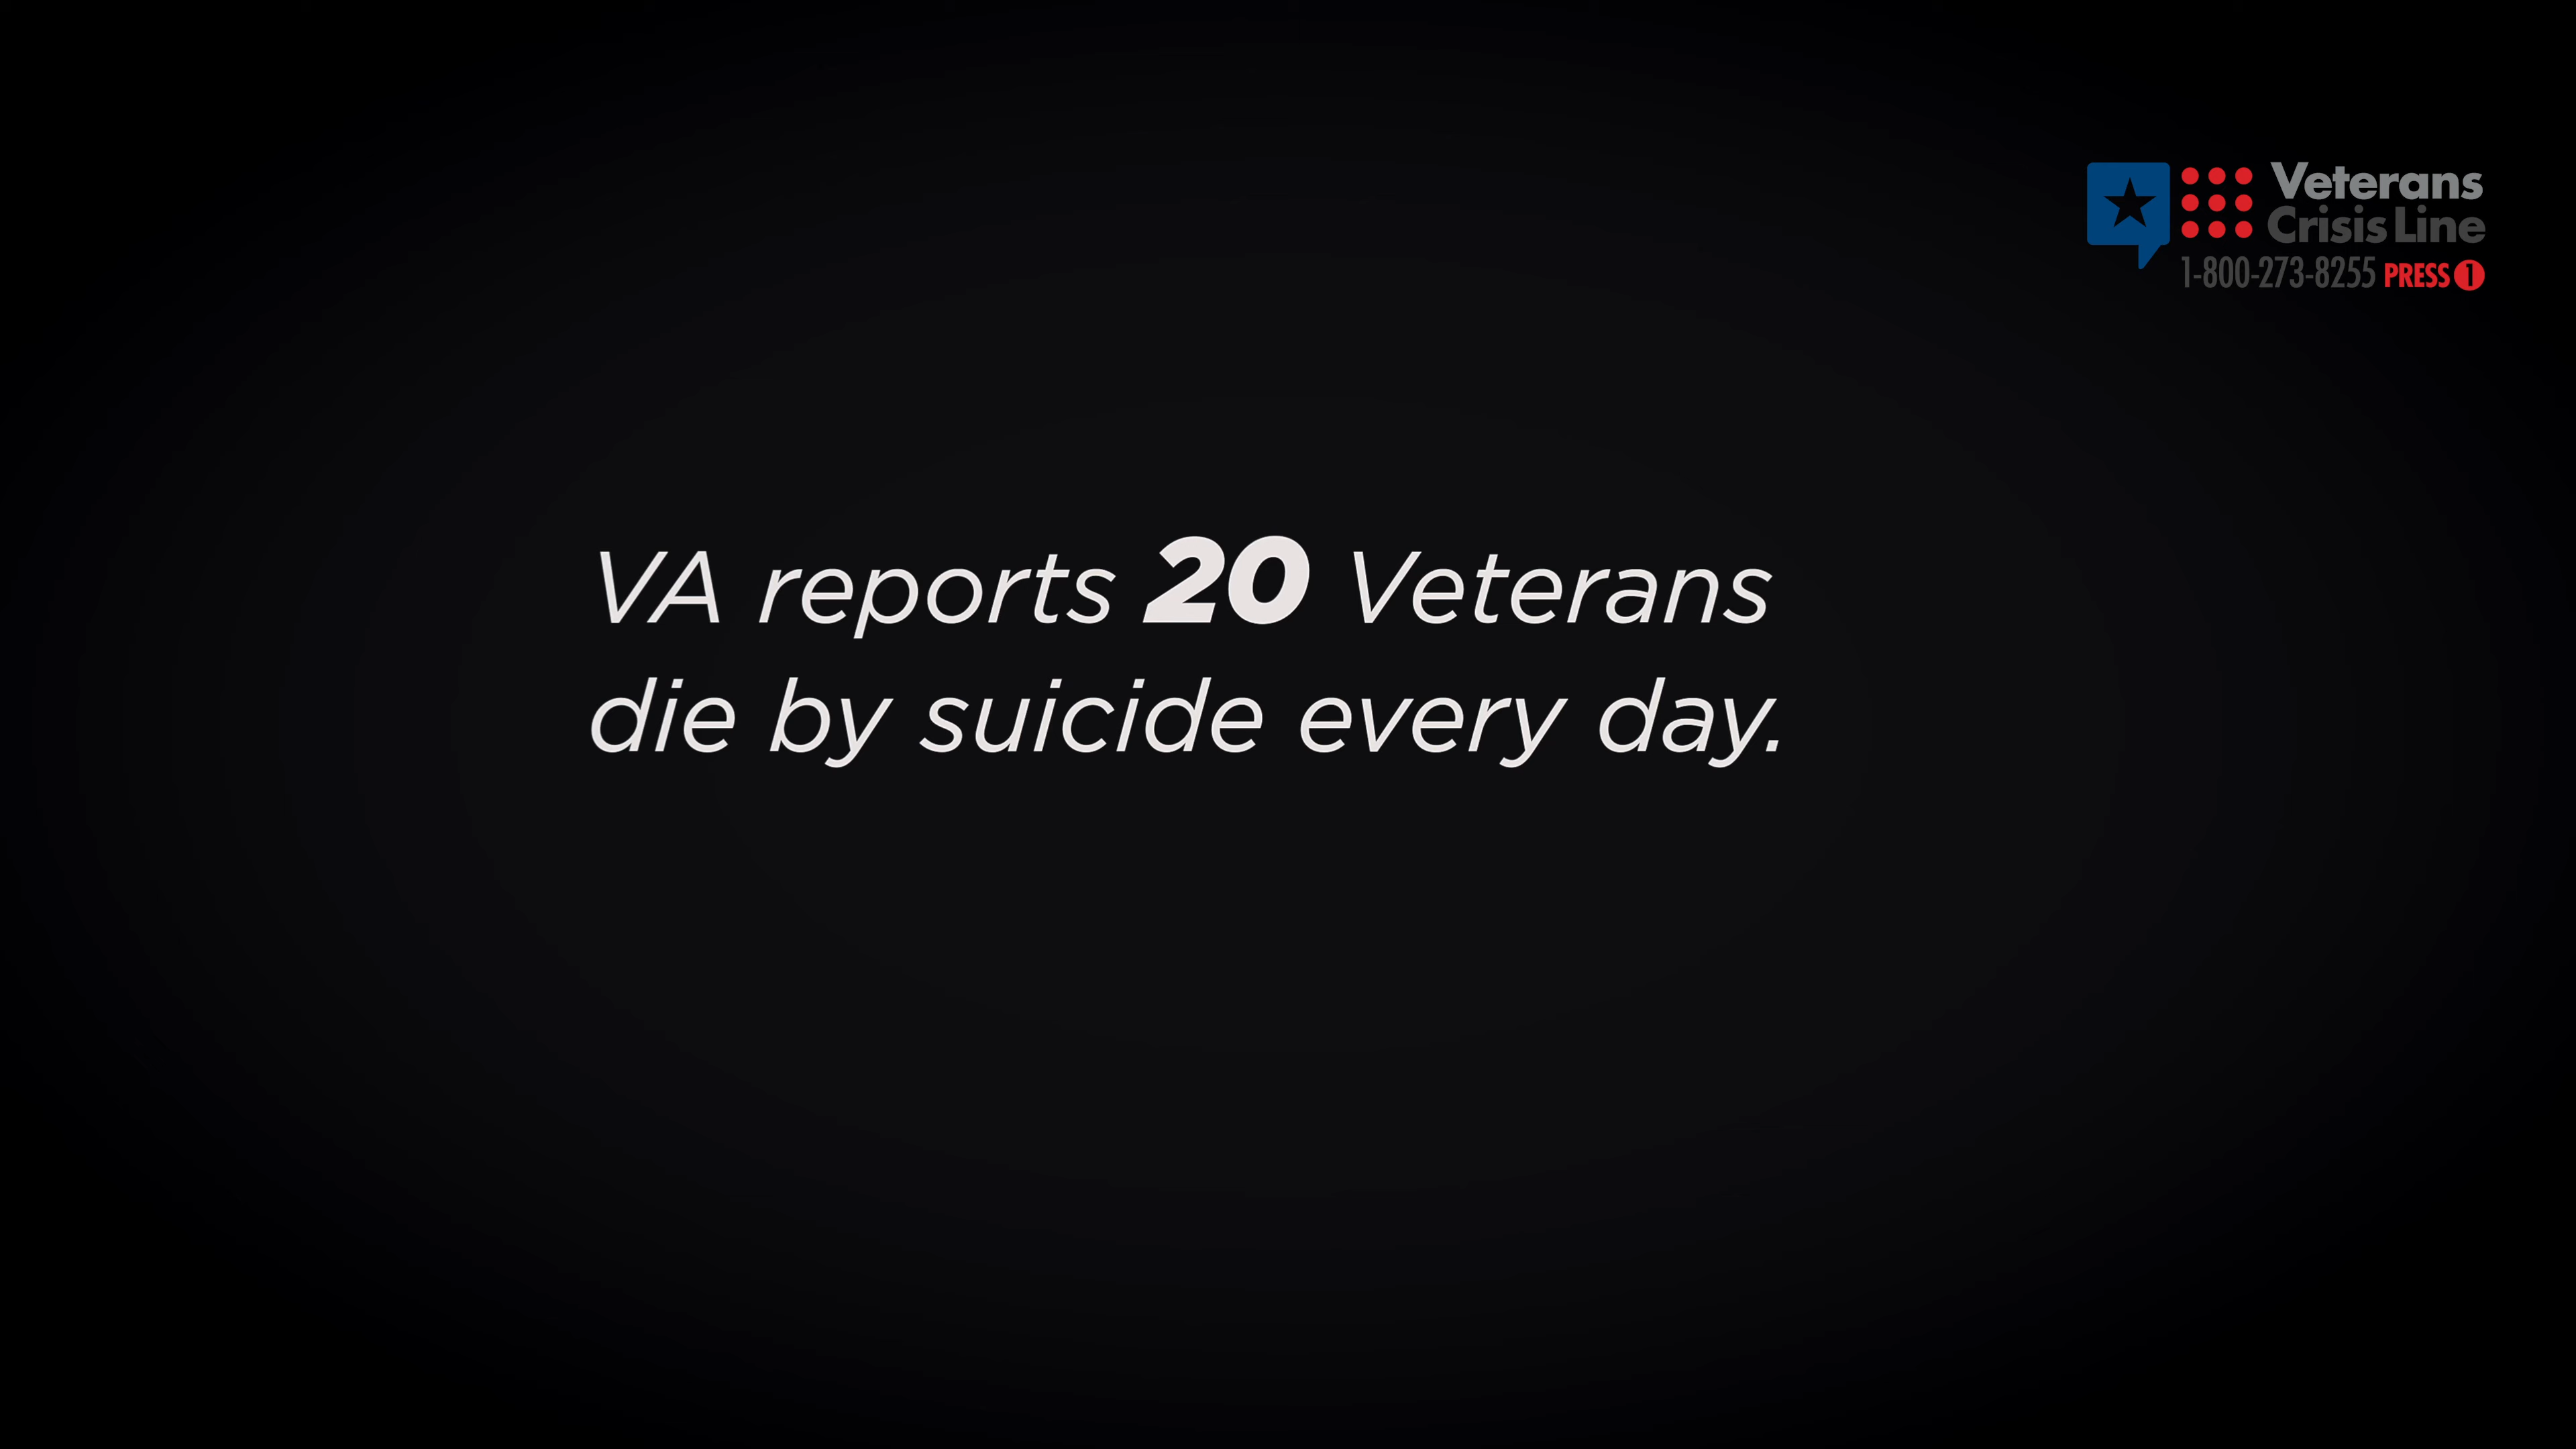 Veterans
Crisis Line
1-800-273-8255 PRESS 1
VA reports 20 Veterans
die by suicide every day.